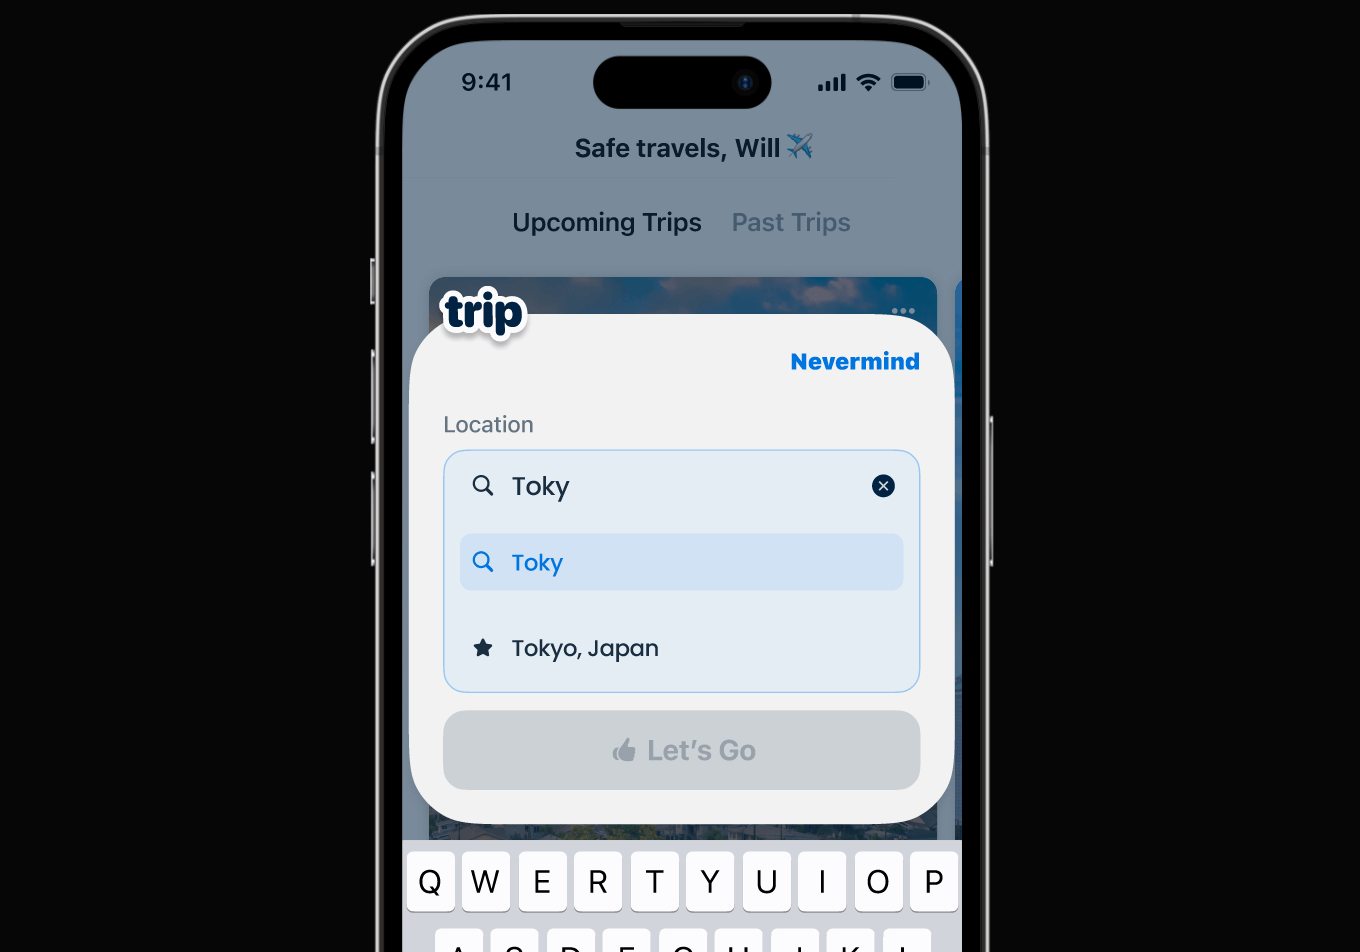 9:41
Safe travels, Will
Upcoming Trips Past Trips
trip
Nevermind
Location
Toky
Toky
Tokyo, Japan
Let’s Go
Q W E R T Y U I O P
A S D F G H J K L